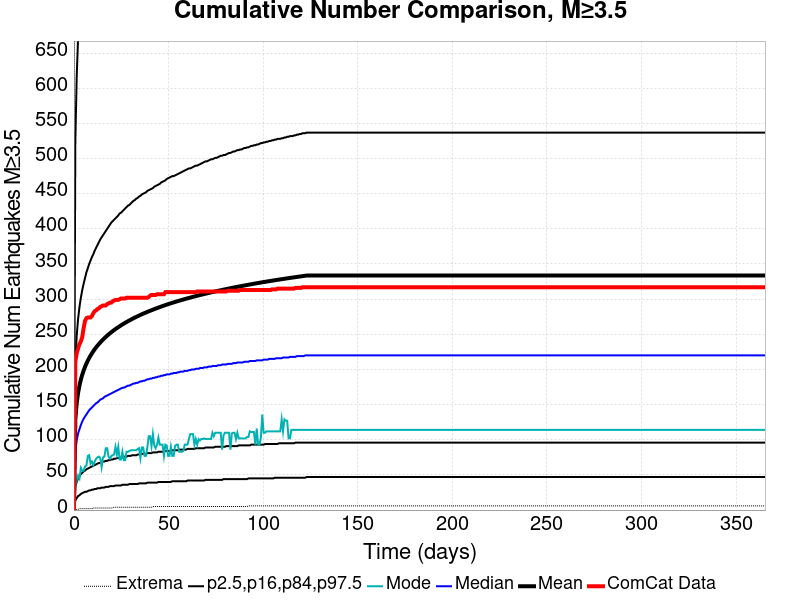 Cumulative Number Comparison, M≥3.5
Cumulative Num Earthquakes M≥3.5
650
600
550
500
450
400
350
300
250
200
150
100
50
0
0 50 100 150 200 250 300 350
Time (days)
Extrema p2.5,p16,p84,p97.5 Mode Median Mean ComCat Data